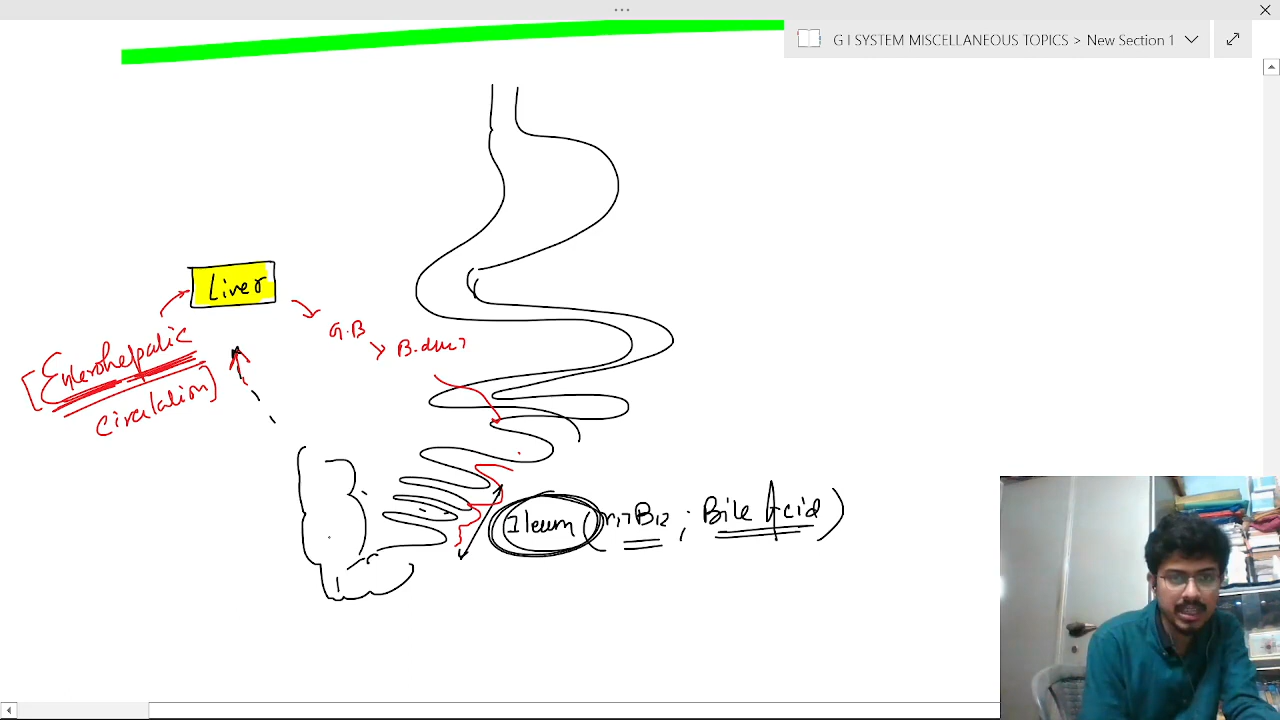 G I SYSTEM MISCELLANEOUS TOPICS > New Section 1
Liver
G.B
B.duct
[Enterohepatic
circulation]
Ileum ( B12 ; Bile Acid )